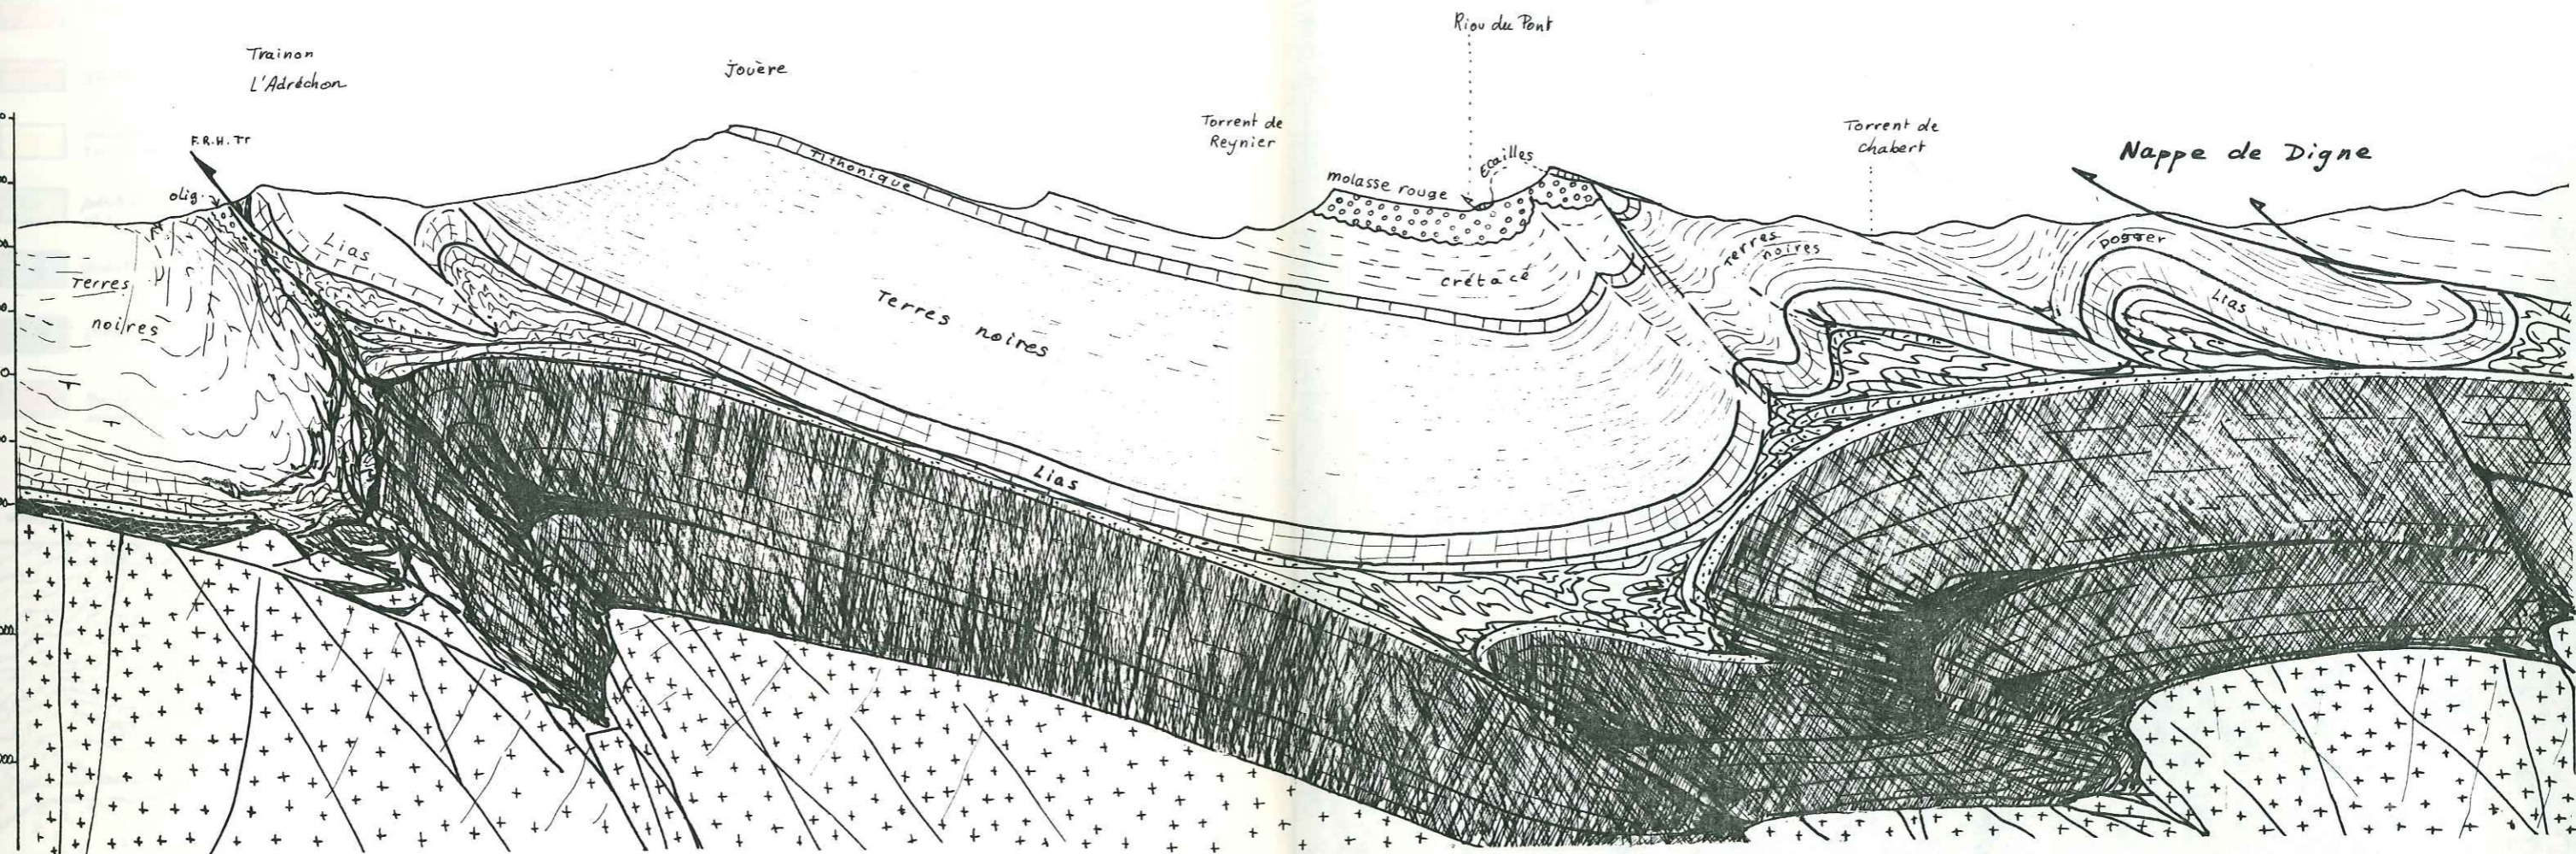 Riou du Pont
Trainon
L'Adréchon
Jouère
Torrent de
Reynier
Torrent de
chabert
Nappe de Digne
F.R.H. Tr
olig.
Tithonique
molasse rouge
Ecailles
Lias
Terres
noires
Terres noires
crétacé
Terres
noires
Dogger
Lias
Lias